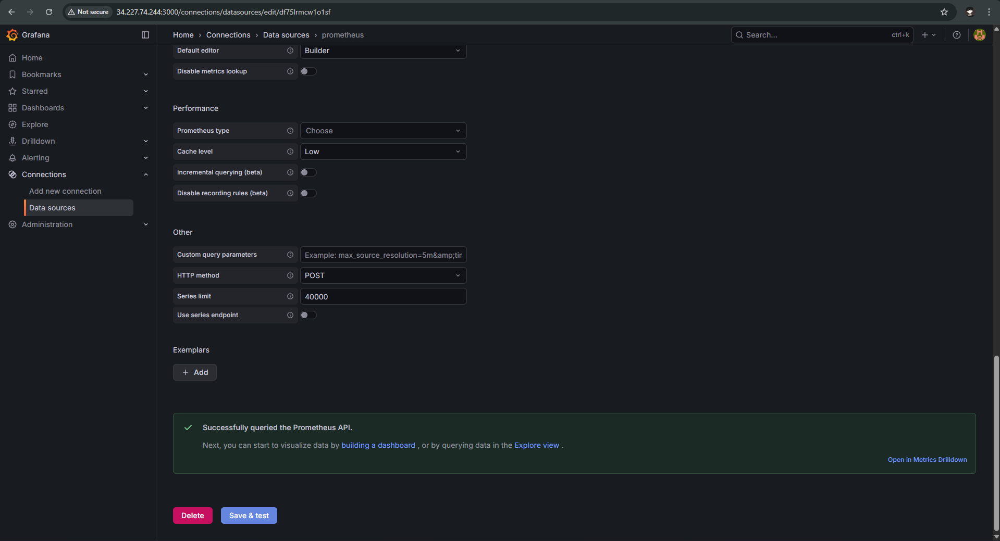 Not secure
34.227.74.244:3000/connections/datasources/edit/df75lrmcw1o1sf
Grafana
Home › Connections › Data sources › prometheus
Search...
ctrl+k
Home
Bookmarks
Starred
Dashboards
Explore
Drilldown
Alerting
Connections
Add new connection
Data sources
Administration
Default editor
Builder
Disable metrics lookup
Performance
Prometheus type
Choose
Cache level
Low
Incremental querying (beta)
Disable recording rules (beta)
Other
Custom query parameters
Example: max_source_resolution=5m&amp;tin
HTTP method
POST
Series limit
40000
Use series endpoint
Exemplars
Add
Successfully queried the Prometheus API.
Next, you can start to visualize data by building a dashboard , or by querying data in the Explore view .
Open in Metrics Drilldown
Delete
Save & test